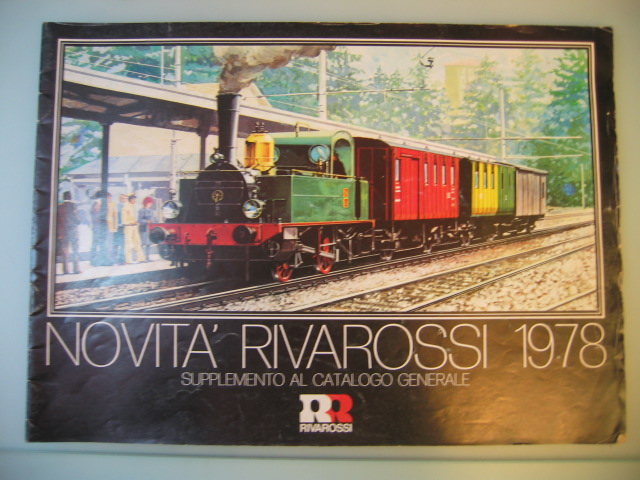 NOVITA' RIVAROSSI 1978
SUPPLEMENTO AL CATALOGO GENERALE
RR
RIVAROSSI